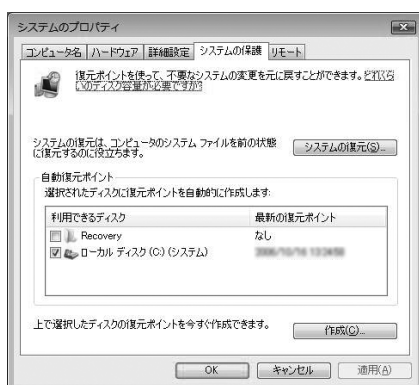 システムのプロパティ
コンピュータ名 ハードウェア 詳細設定 システムの保護 リモート
復元ポイントを使って、不要なシステムの変更を元に戻すことができます。どれくら
いのディスク容量が必要ですか?
システムの復元は、コンピュータのシステム ファイルを前の状態
に復元するのに役立ちます。
システムの復元(S)...
自動復元ポイント
選択されたディスクに復元ポイントを自動的に作成します:
利用できるディスク 最新の復元ポイント
Recovery なし
ローカル ディスク (C:) (システム)
上で選択したディスクの復元ポイントを今すぐ作成できます。
作成(C)...
OK キャンセル 適用(A)